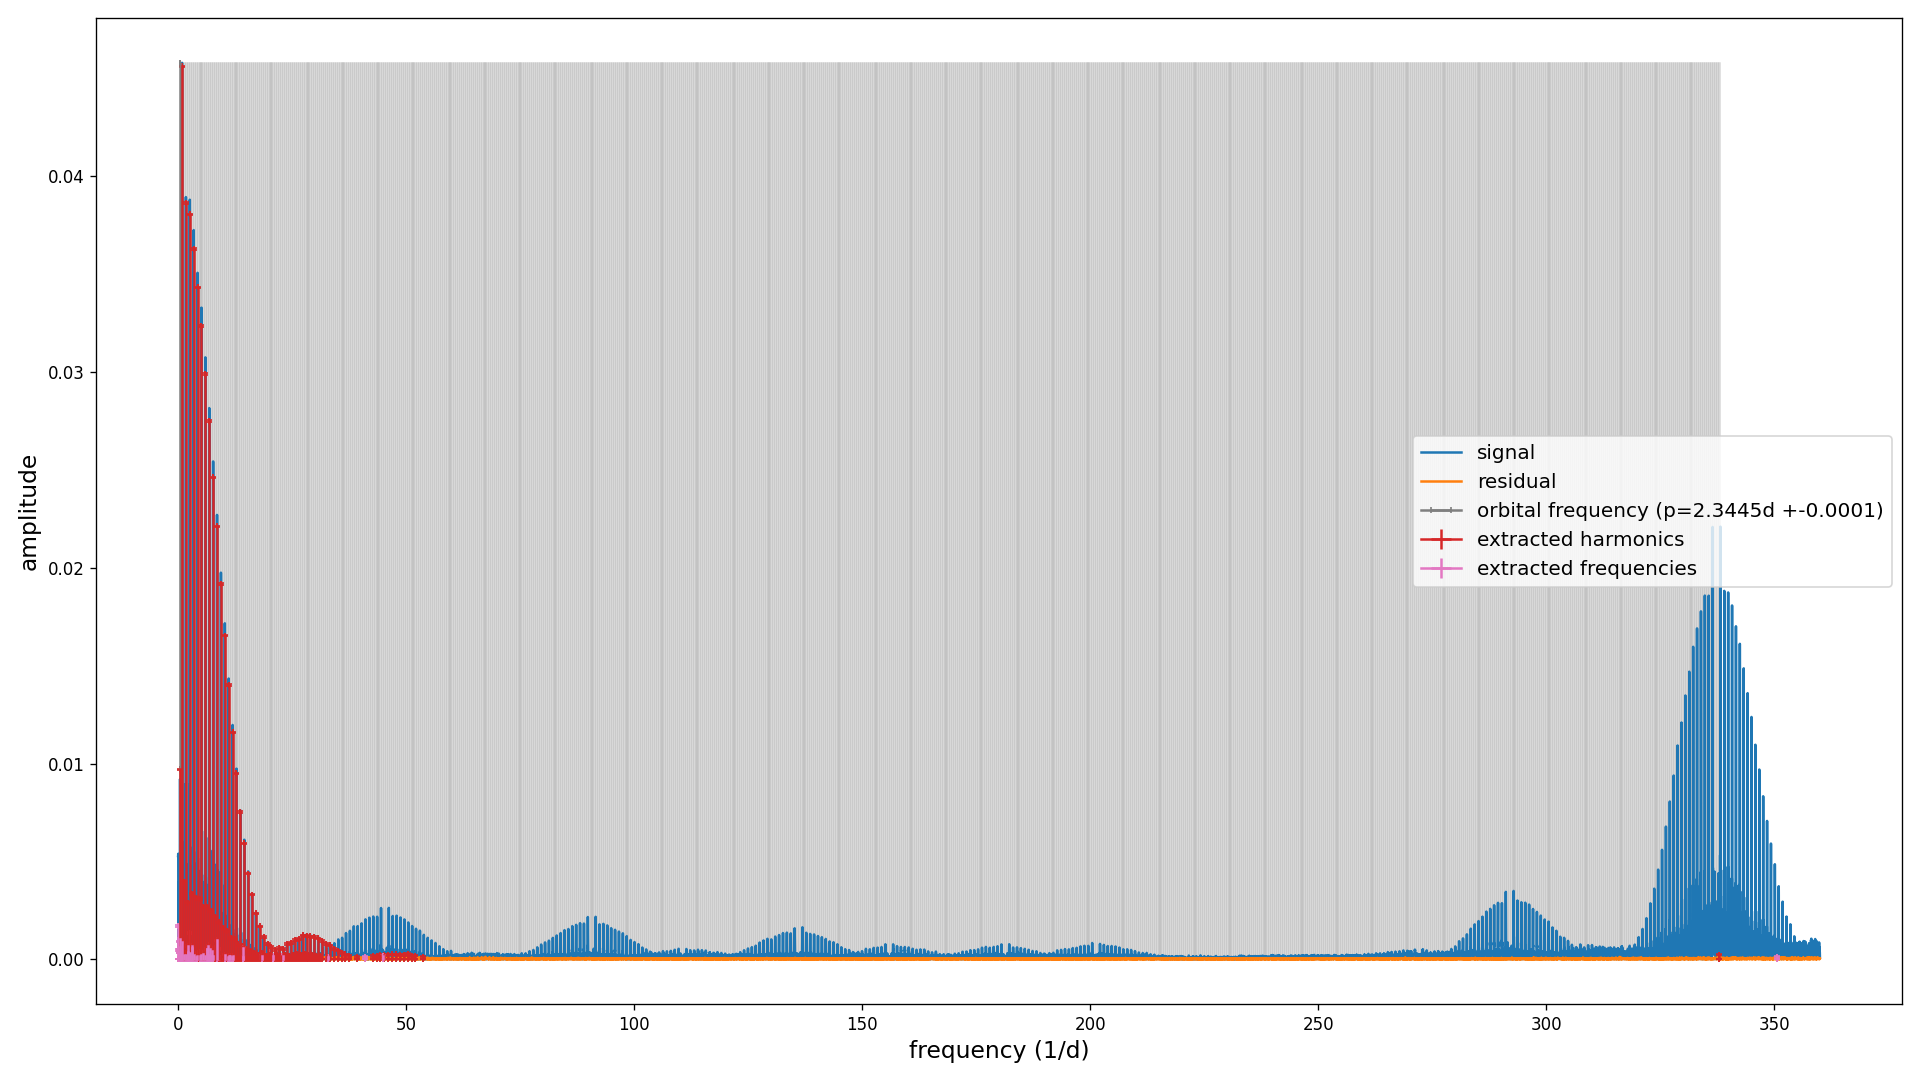 amplitude
0.04
0.03
0.02
0.01
0.00
signal
residual
orbital frequency (p=2.3445d +-0.0001)
extracted harmonics
extracted frequencies
0 50 100 150 200 250 300 350
frequency (1/d)